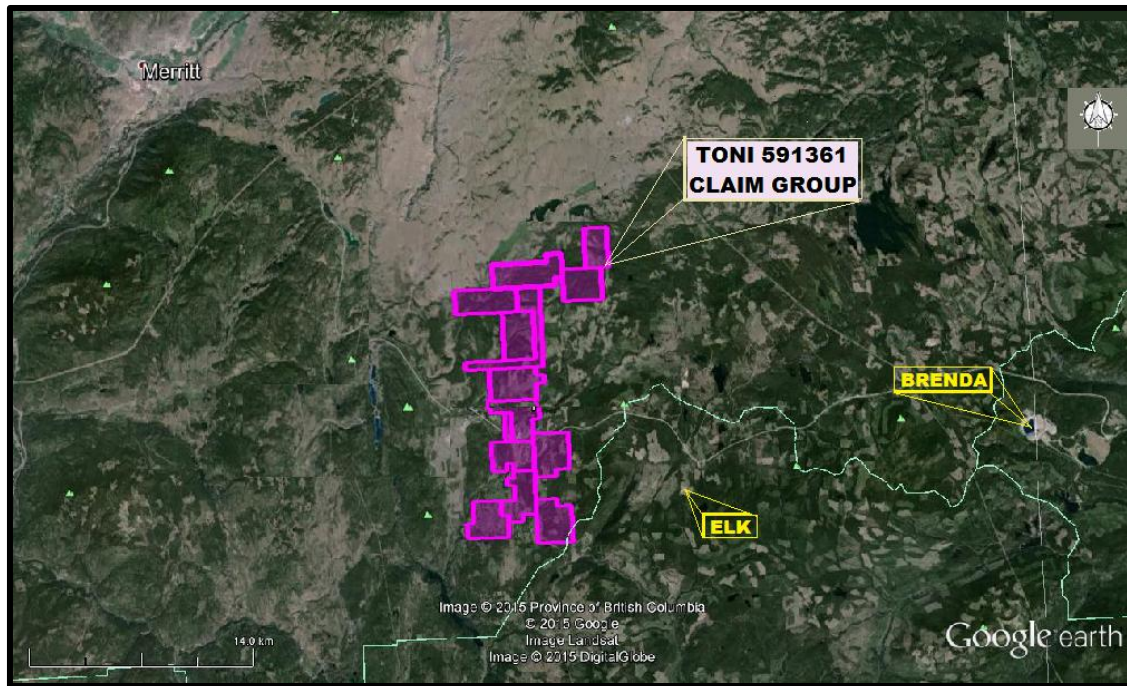 Merritt
TONI 591361
CLAIM GROUP
BRENDA
ELK
Image © 2015 Province of British Columbia
© 2015 Google
Image Landsat
Image © 2015 DigitalGlobe
14.0 km
Google earth